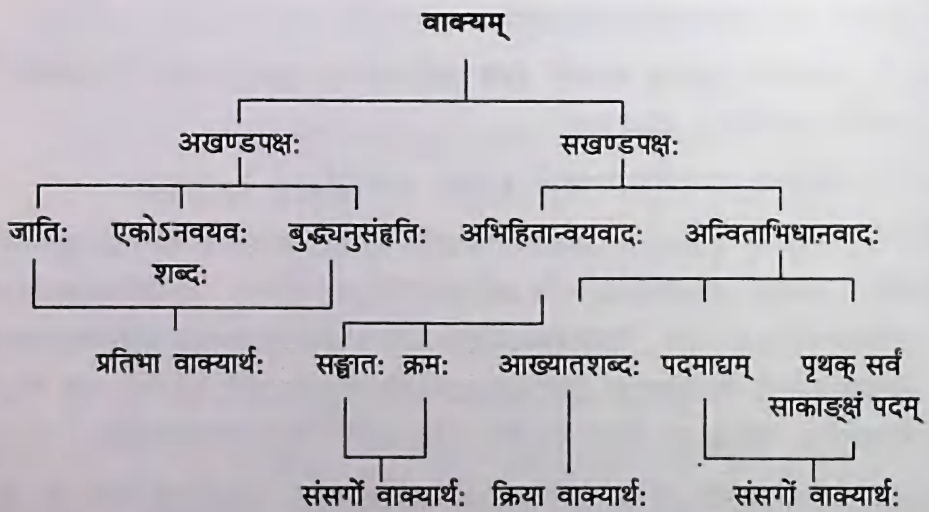 वाक्यम्
अखण्डपक्षः सखण्डपक्षः
जातिः एकोऽनवयवः बुद्ध्यनुसंहृतिः अभिहितान्वयवादः अन्विताभिधानवादः
शब्दः
प्रतिभा वाक्यार्थः सङ्घातः क्रमः आख्यातशब्दः पदमाद्यम् पृथक् सर्वं
साकाङ्क्षं पदम्
संसर्गो वाक्यार्थः क्रिया वाक्यार्थः संसर्गो वाक्यार्थः